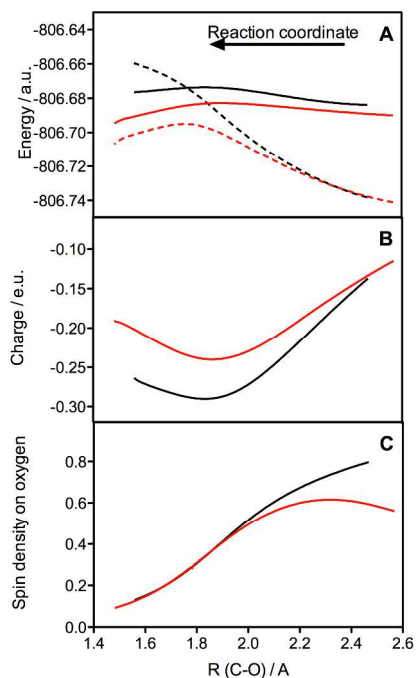 Reaction coordinate
A
-806.64
-806.66
-806.68
-806.70
-806.72
-806.74
Energy / a.u.
B
-0.10
-0.15
-0.20
-0.25
-0.30
Charge / e.u.
C
0.8
0.6
0.4
0.2
0.0
Spin density on oxygen
1.4 1.6 1.8 2.0 2.2 2.4 2.6
R (C-O) / A